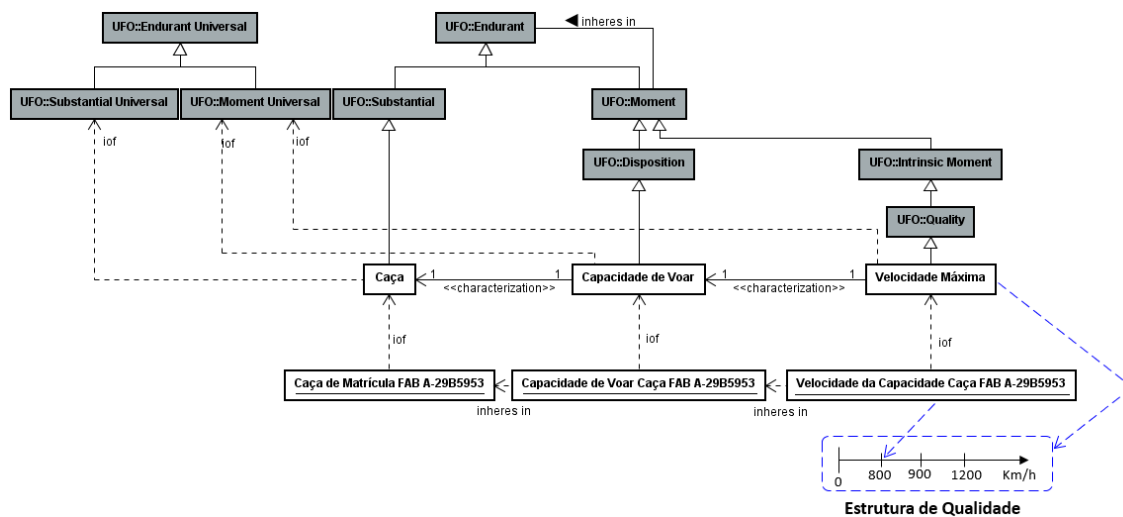 UFO::Endurant Universal
UFO::Endurant
inheres in
UFO::Substantial Universal
UFO::Moment Universal
UFO::Substantial
UFO::Moment
iof
iof
iof
UFO::Disposition
UFO::Intrinsic Moment
UFO::Quality
Caça
1
1
Capacidade de Voar
1
1
Velocidade Máxima
<<characterization>>
<<characterization>>
iof
iof
iof
Caça de Matrícula FAB A-29B5953
Capacidade de Voar Caça FAB A-29B5953
Velocidade da Capacidade Caça FAB A-29B5953
inheres in
inheres in
0
800
900
1200
Km/h
Estrutura de Qualidade